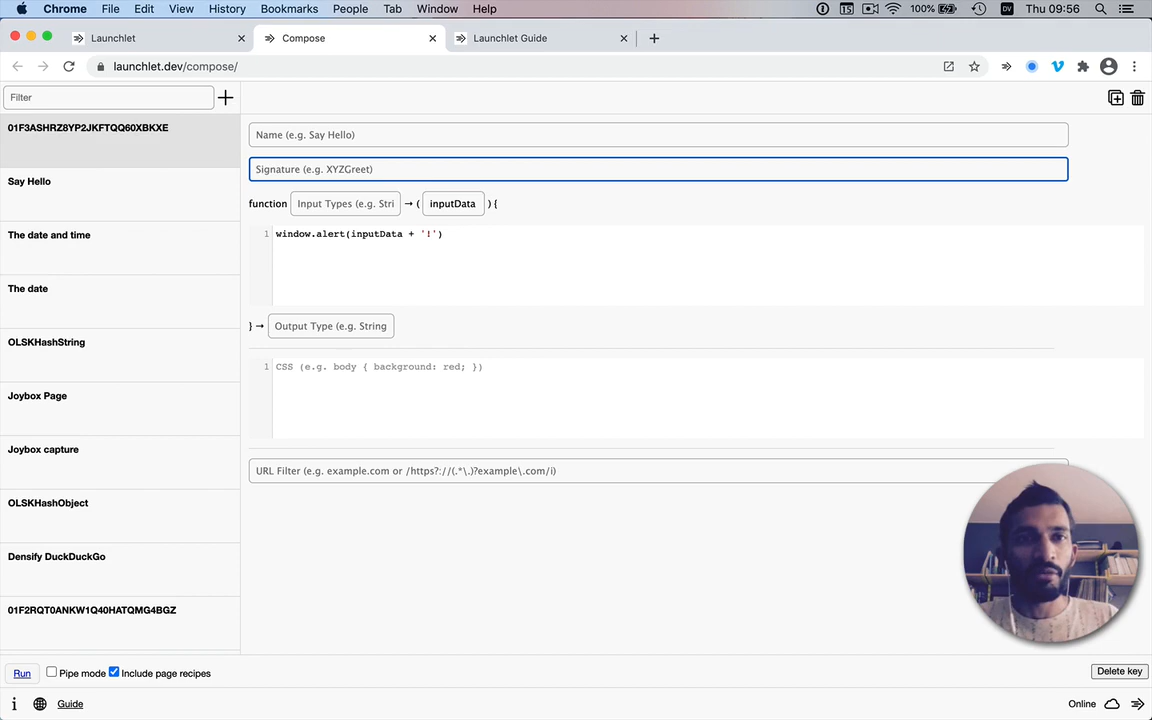 Chrome File Edit View History Bookmarks People Tab Window Help 15 100% DV Thu 09:56
Launchlet Compose Launchlet Guide
launchlet.dev/compose/
Filter
01F3ASHRZ8YP2JKFTQQ60XBKXE
Say Hello
The date and time
The date
OLSKHashString
Joybox Page
Joybox capture
OLSKHashObject
Densify DuckDuckGo
01F2RQT0ANKW1Q40HATQMG4BGZ
Name (e.g. Say Hello)
Signature (e.g. XYZGreet)
function Input Types (e.g. Stri → ( inputData ) {
1 window.alert(inputData + '!')
} → Output Type (e.g. String
1 CSS (e.g. body { background: red; })
URL Filter (e.g. example.com or /https?://(.*\.)?example\.com/i)
Run Pipe mode Include page recipes Delete key
Guide Online